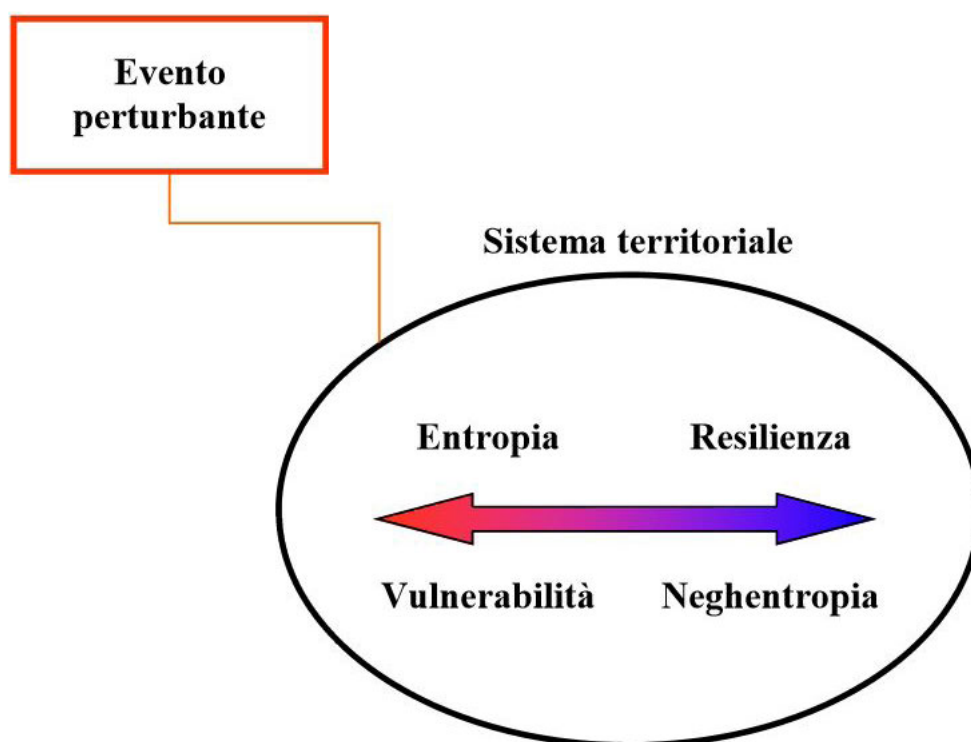 Evento
perturbante
Sistema territoriale
Entropia
Resilienza
Vulnerabilità
Neghentropia